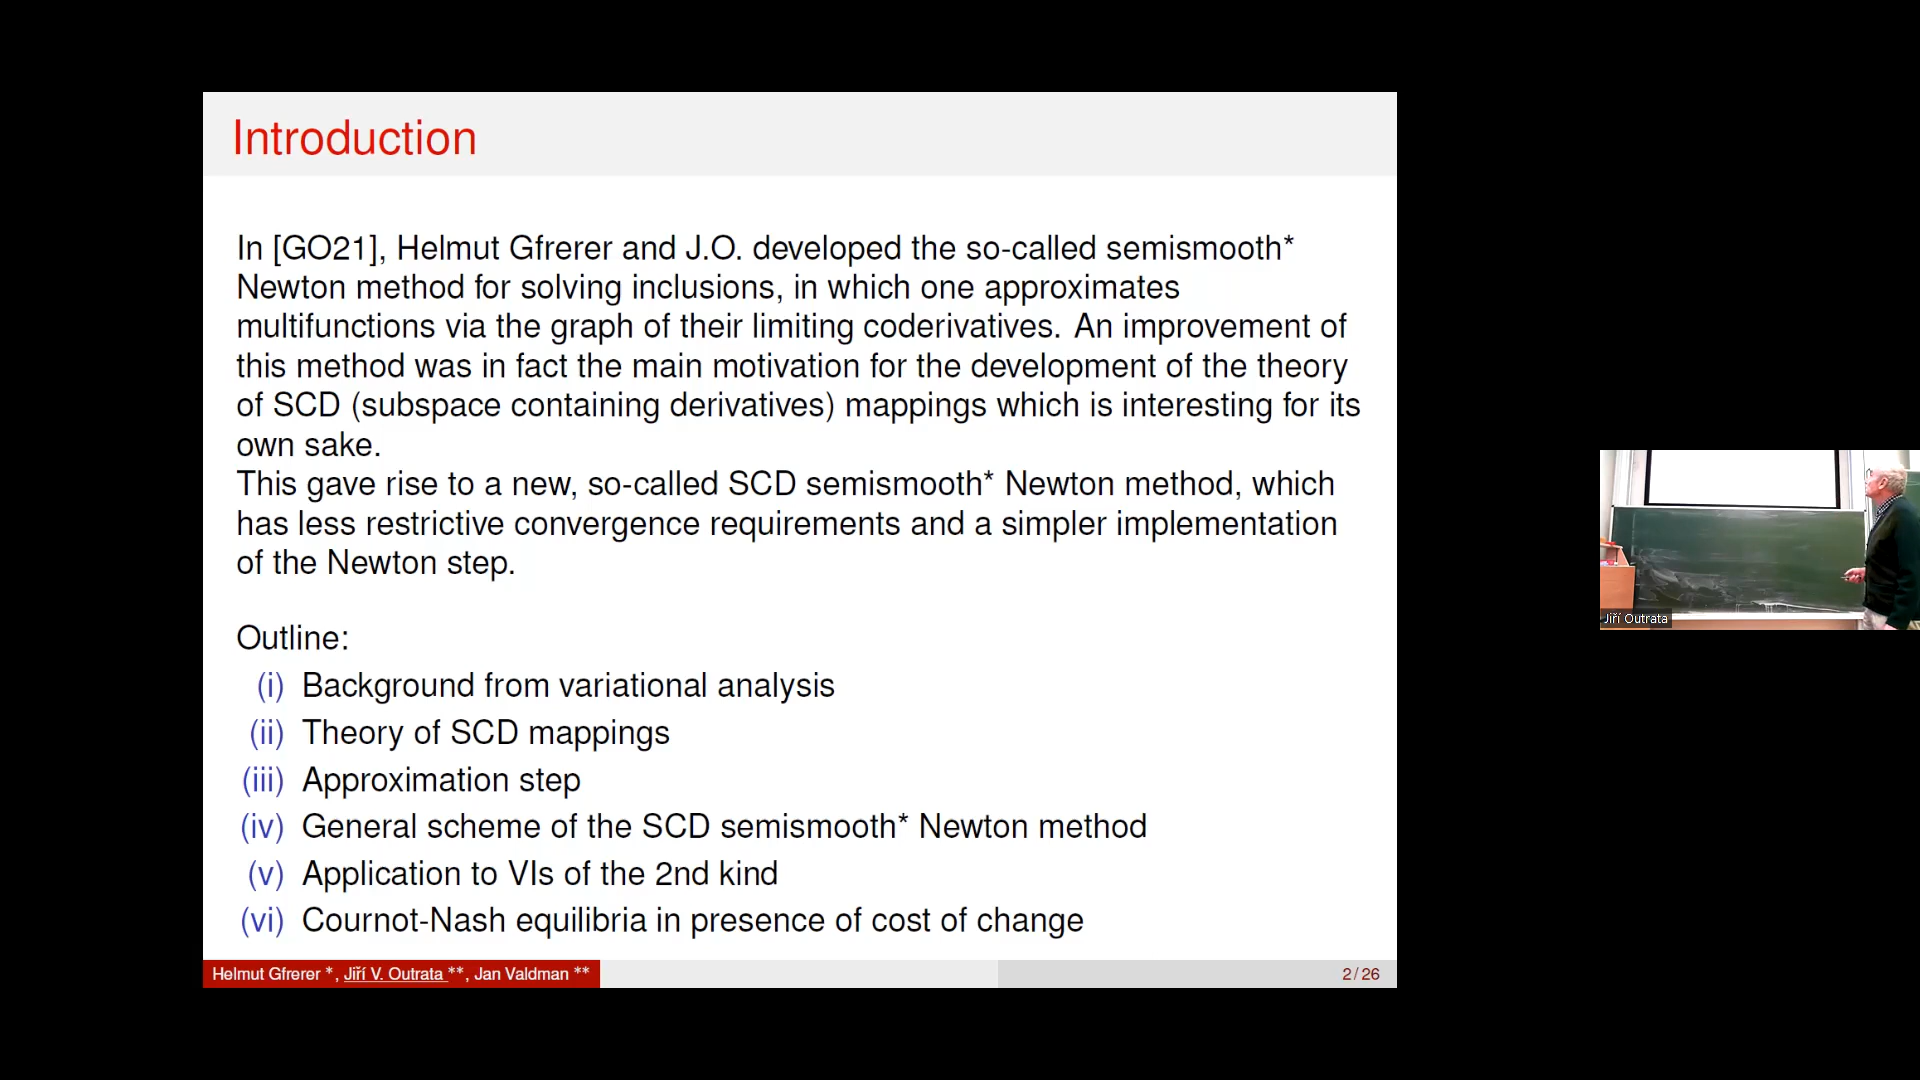 Introduction
In [GO21], Helmut Gfrerer and J.O. developed the so-called semismooth*
Newton method for solving inclusions, in which one approximates
multifunctions via the graph of their limiting coderivatives. An improvement of
this method was in fact the main motivation for the development of the theory
of SCD (subspace containing derivatives) mappings which is interesting for its
own sake.
This gave rise to a new, so-called SCD semismooth* Newton method, which
has less restrictive convergence requirements and a simpler implementation
of the Newton step.
Outline:
(i) Background from variational analysis
(ii) Theory of SCD mappings
(iii) Approximation step
(iv) General scheme of the SCD semismooth* Newton method
(v) Application to VIs of the 2nd kind
(vi) Cournot-Nash equilibria in presence of cost of change
Helmut Gfrerer *, Jiří V. Outrata **, Jan Valdman **
2/26
Jiří Outrata